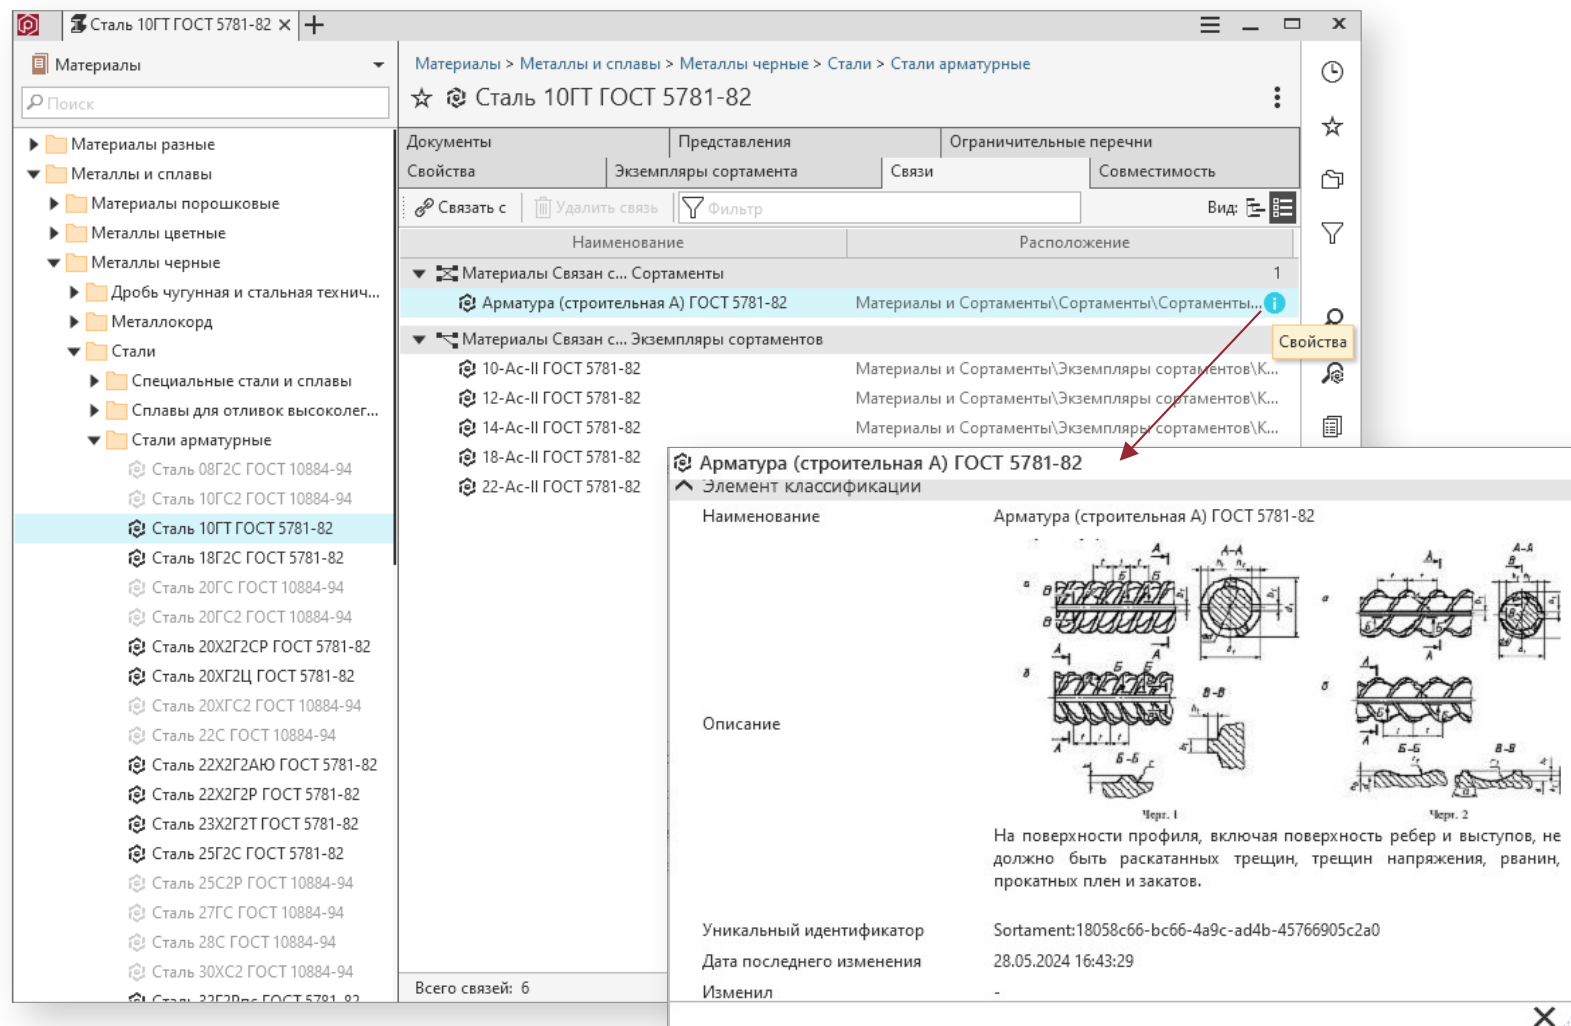 Сталь 10ГТ ГОСТ 5781-82
Материалы
Поиск
Материалы разные
Металлы и сплавы
Материалы порошковые
Металлы цветные
Металлы черные
Дробь чугунная и стальная технич...
Металлокорд
Стали
Специальные стали и сплавы
Сплавы для отливок высоколег...
Стали арматурные
Сталь 08Г2С ГОСТ 10884-94
Сталь 10ГС2 ГОСТ 10884-94
Сталь 10ГТ ГОСТ 5781-82
Сталь 18Г2С ГОСТ 5781-82
Сталь 20ГС ГОСТ 10884-94
Сталь 20ГС2 ГОСТ 10884-94
Сталь 20Х2Г2СР ГОСТ 5781-82
Сталь 20ХГ2Ц ГОСТ 5781-82
Сталь 20ХГС2 ГОСТ 10884-94
Сталь 22С ГОСТ 10884-94
Сталь 22Х2Г2АЮ ГОСТ 5781-82
Сталь 22Х2Г2Р ГОСТ 5781-82
Сталь 23Х2Г2Т ГОСТ 5781-82
Сталь 25Г2С ГОСТ 5781-82
Сталь 25С2Р ГОСТ 10884-94
Сталь 27ГС ГОСТ 10884-94
Сталь 28С ГОСТ 10884-94
Сталь 30ХС2 ГОСТ 10884-94
Сталь 32Г2Рпс ГОСТ 5781-82
Материалы > Металлы и сплавы > Металлы черные > Стали > Стали арматурные
Сталь 10ГТ ГОСТ 5781-82
Документы Представления Ограничительные перечни
Свойства Экземпляры сортамента Связи Совместимость
Связать с Удалить связь Фильтр Вид:
Наименование Расположение
Материалы Связан с... Сортаменты 1
Арматура (строительная А) ГОСТ 5781-82 Материалы и Сортаменты\Сортаменты\Сортаменты...
Свойства
Материалы Связан с... Экземпляры сортаментов
10-Ас-II ГОСТ 5781-82 Материалы и Сортаменты\Экземпляры сортаментов\К...
12-Ас-II ГОСТ 5781-82 Материалы и Сортаменты\Экземпляры сортаментов\К...
14-Ас-II ГОСТ 5781-82 Материалы и Сортаменты\Экземпляры сортаментов\К...
18-Ас-II ГОСТ 5781-82
22-Ас-II ГОСТ 5781-82
Всего связей: 6
Арматура (строительная А) ГОСТ 5781-82
Элемент классификации
Наименование Арматура (строительная А) ГОСТ 5781-82
Описание
А-А
А-А
В-В
Б-Б
Б-Б
В-В
Черт. 1
Черт. 2
На поверхности профиля, включая поверхность ребер и выступов, не
должно быть раскатанных трещин, трещин напряжения, рванин,
прокатных плен и закатов.
Уникальный идентификатор Sortament:18058c66-bc66-4a9c-ad4b-45766905c2a0
Дата последнего изменения 28.05.2024 16:43:29
Изменил -